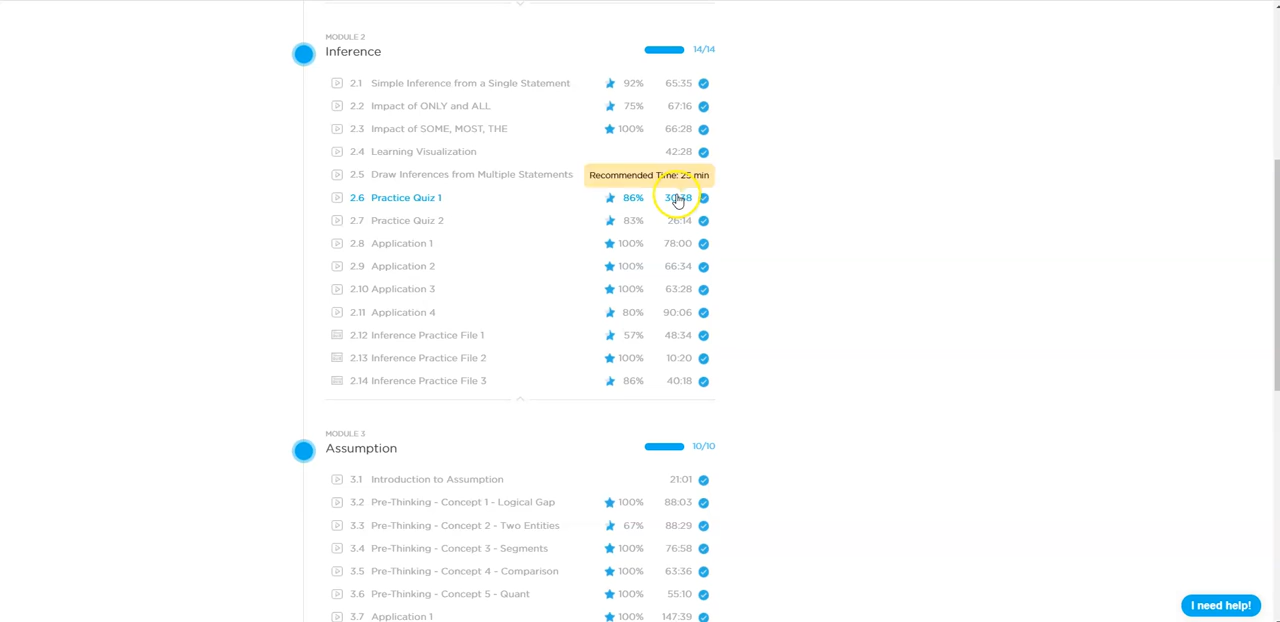 MODULE 2
Inference 14/14
2.1 Simple Inference from a Single Statement 92% 65:35
2.2 Impact of ONLY and ALL 75% 67:16
2.3 Impact of SOME, MOST, THE 100% 66:28
2.4 Learning Visualization 42:28
2.5 Draw Inferences from Multiple Statements Recommended Time: 25 min
2.6 Practice Quiz 1 86%
2.7 Practice Quiz 2 83% 26:14
2.8 Application 1 100% 78:00
2.9 Application 2 100% 66:34
2.10 Application 3 100% 63:28
2.11 Application 4 80% 90:06
2.12 Inference Practice File 1 57% 48:34
2.13 Inference Practice File 2 100% 10:20
2.14 Inference Practice File 3 86% 40:18
MODULE 3
Assumption 10/10
3.1 Introduction to Assumption 21:01
3.2 Pre-Thinking - Concept 1 - Logical Gap 100% 88:03
3.3 Pre-Thinking - Concept 2 - Two Entities 67% 88:29
3.4 Pre-Thinking - Concept 3 - Segments 100% 76:58
3.5 Pre-Thinking - Concept 4 - Comparison 100% 63:36
3.6 Pre-Thinking - Concept 5 - Quant 100% 55:10
3.7 Application 1 100% 147:39
I need help!